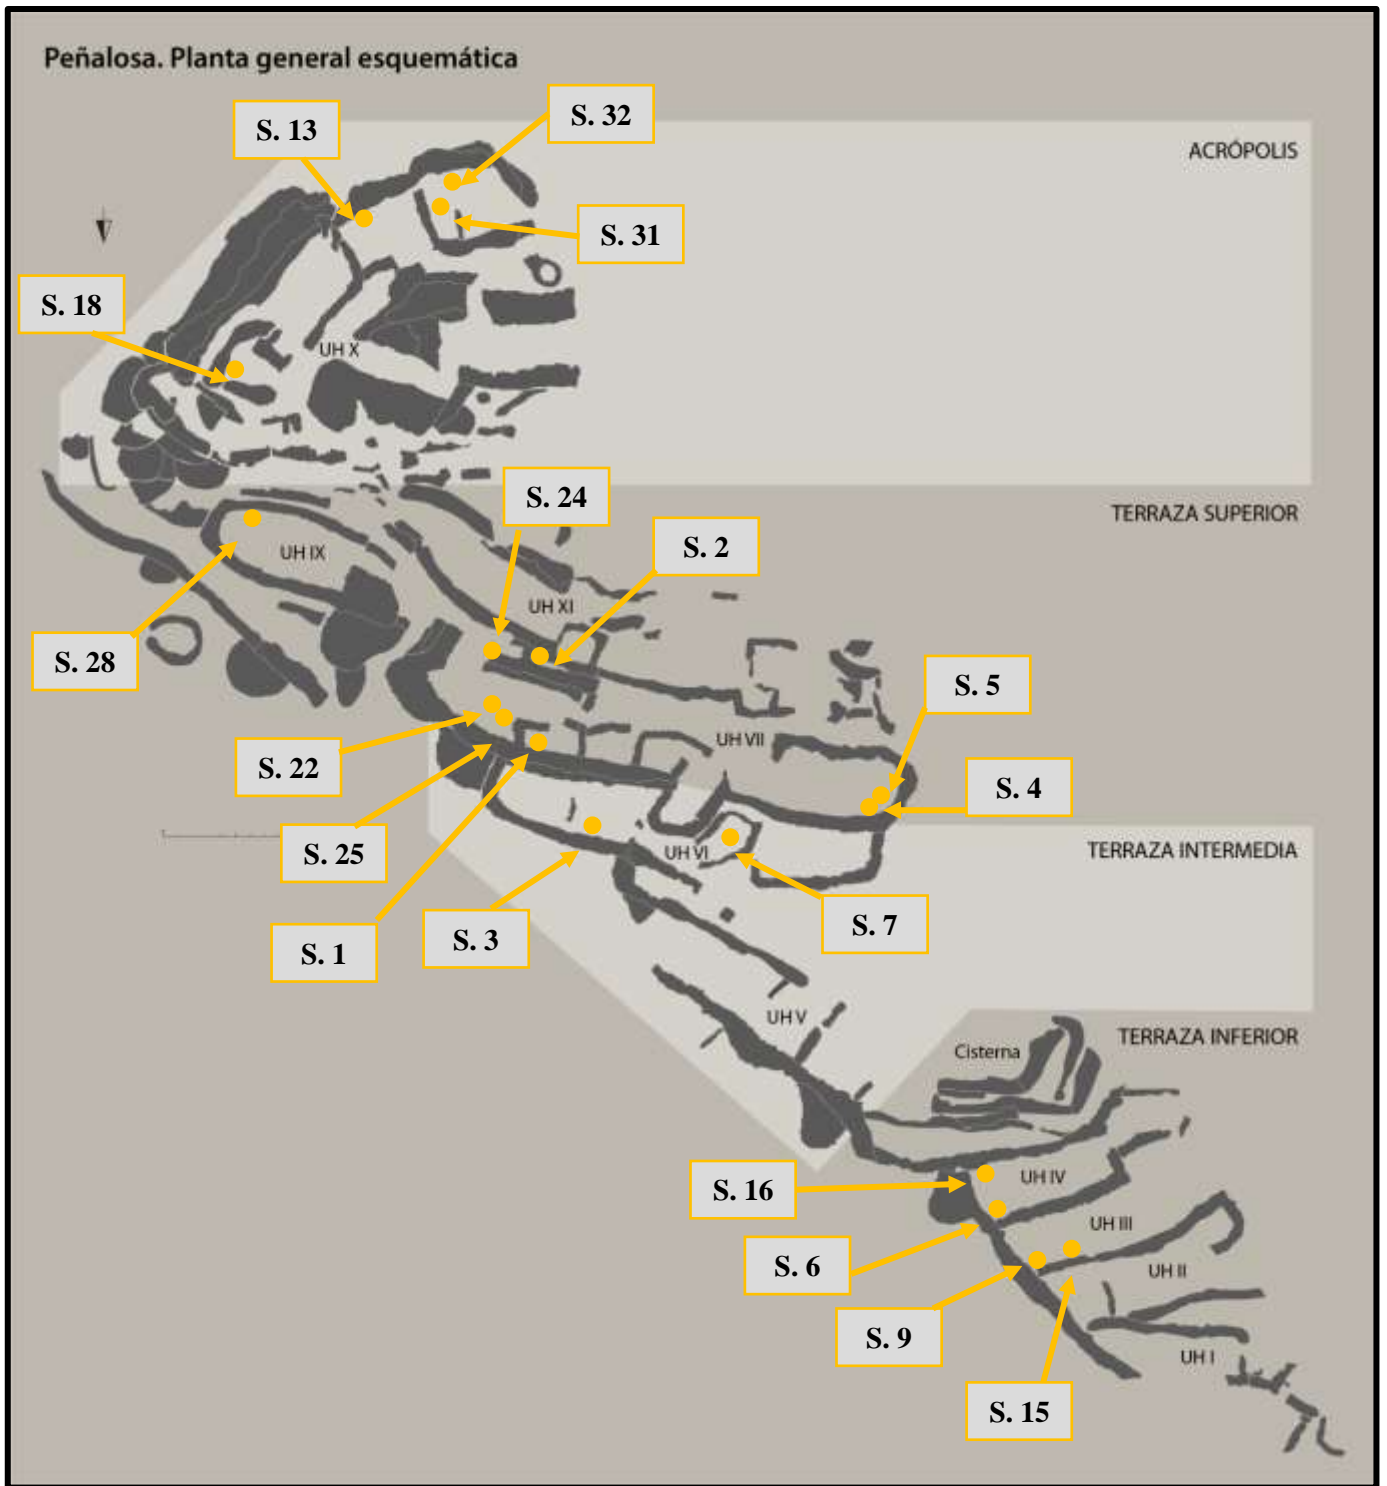 Peñalosa. Planta general esquemática
S. 32
S. 13
ACRÓPOLIS
S. 31
S. 18
UH X
S. 24
TERRAZA SUPERIOR
S. 2
UH IX
UH XI
S. 28
S. 5
UH VII
S. 22
S. 4
S. 25
UH VI
TERRAZA INTERMEDIA
S. 7
S. 3
S. 1
UH V
TERRAZA INFERIOR
Cisterna
S. 16
UH IV
UH III
S. 6
UH II
S. 9
UH I
S. 15